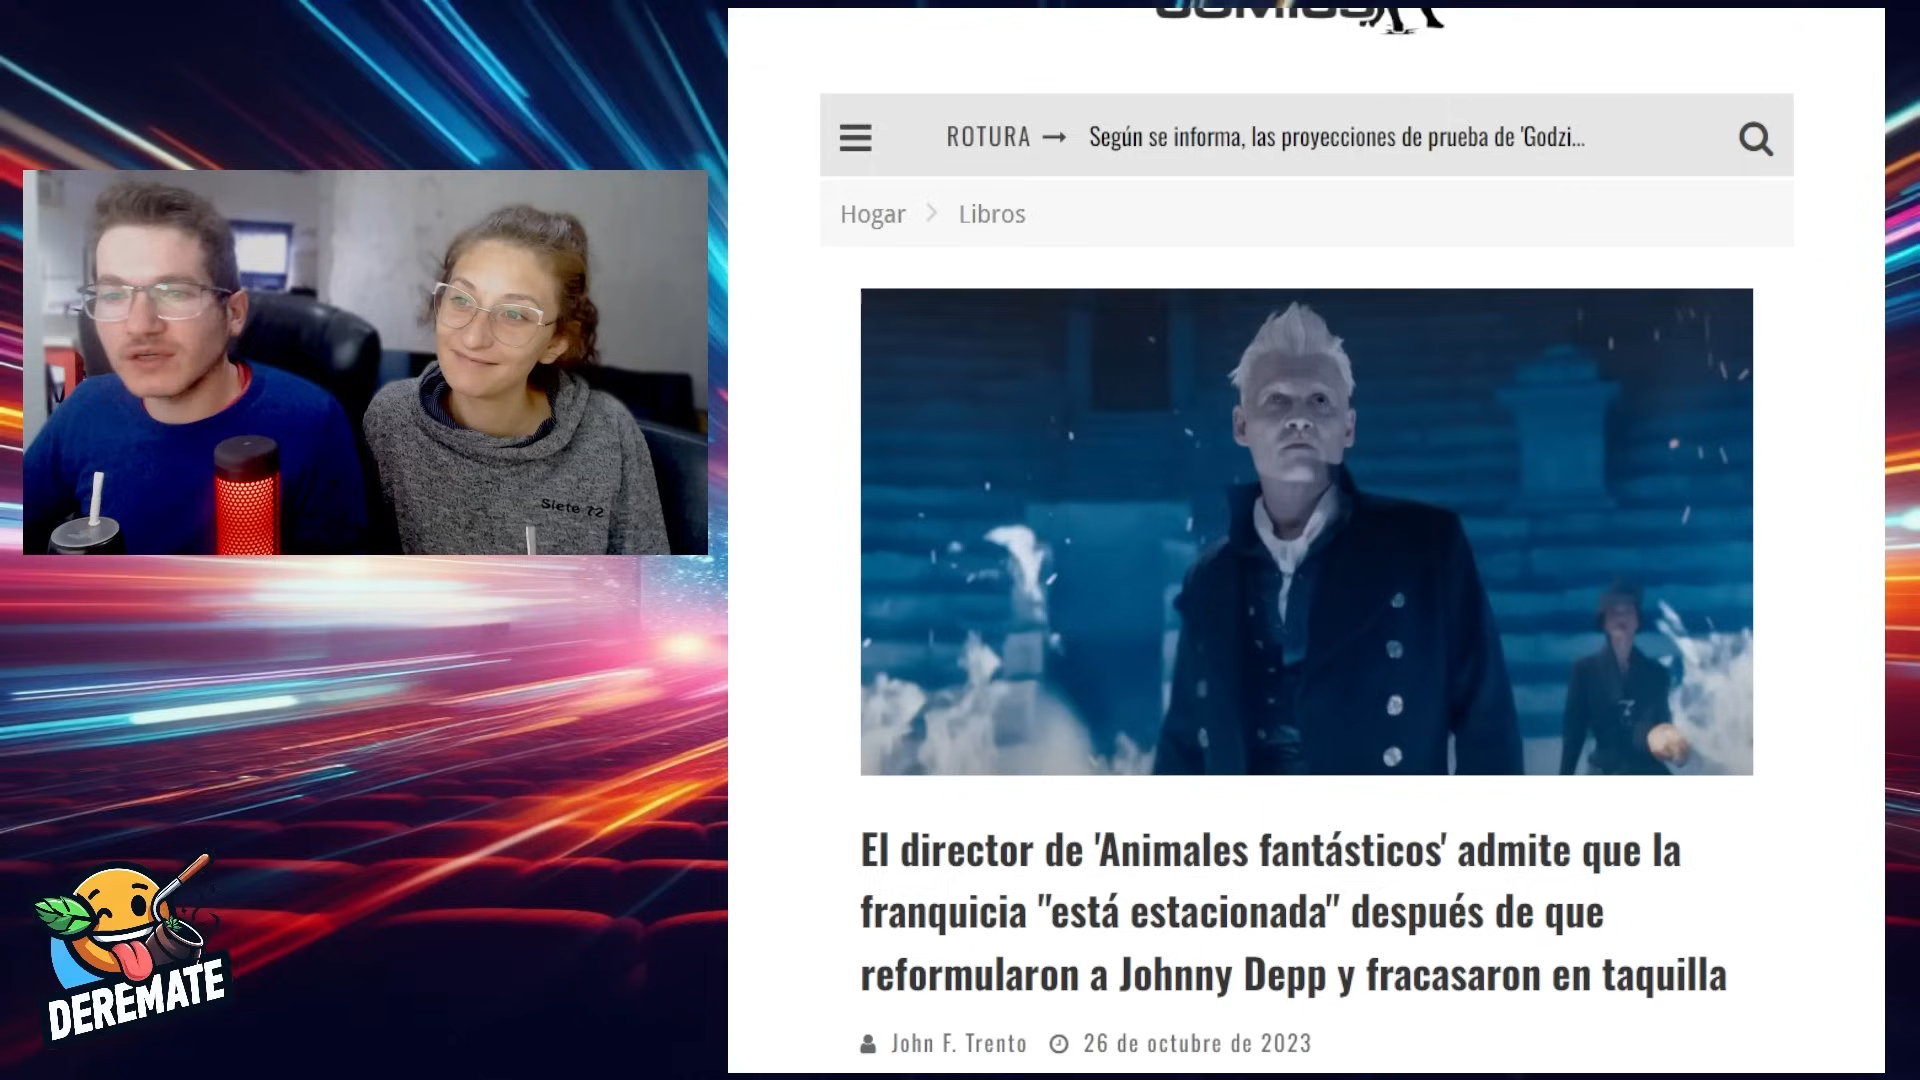 ROTURA → Según se informa, las proyecciones de prueba de 'Godzi...
Hogar > Libros
Siete 72
El director de 'Animales fantásticos' admite que la
franquicia "está estacionada" después de que
reformularon a Johnny Depp y fracasaron en taquilla
John F. Trento 26 de octubre de 2023
DEREMATE